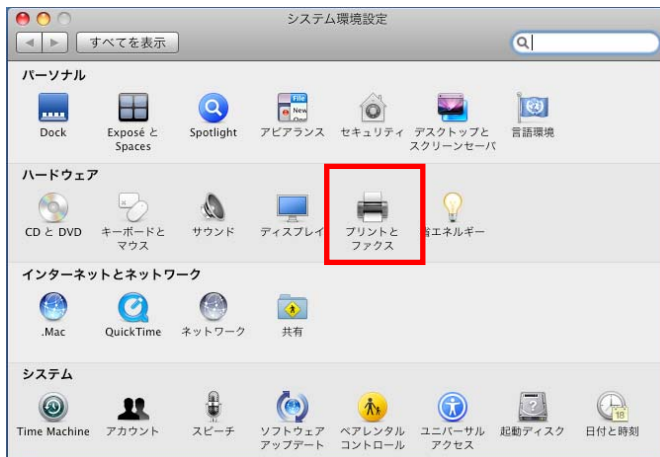 システム環境設定
すべてを表示
パーソナル
Dock
Exposé と
Spaces
Spotlight
アピアランス
セキュリティ
デスクトップと
スクリーンセーバ
言語環境
ハードウェア
CD と DVD
キーボードと
マウス
サウンド
ディスプレイ
プリントと
ファクス
省エネルギー
インターネットとネットワーク
.Mac
QuickTime
ネットワーク
共有
システム
Time Machine
アカウント
スピーチ
ソフトウェア
アップデート
ペアレンタル
コントロール
ユニバーサル
アクセス
起動ディスク
日付と時刻